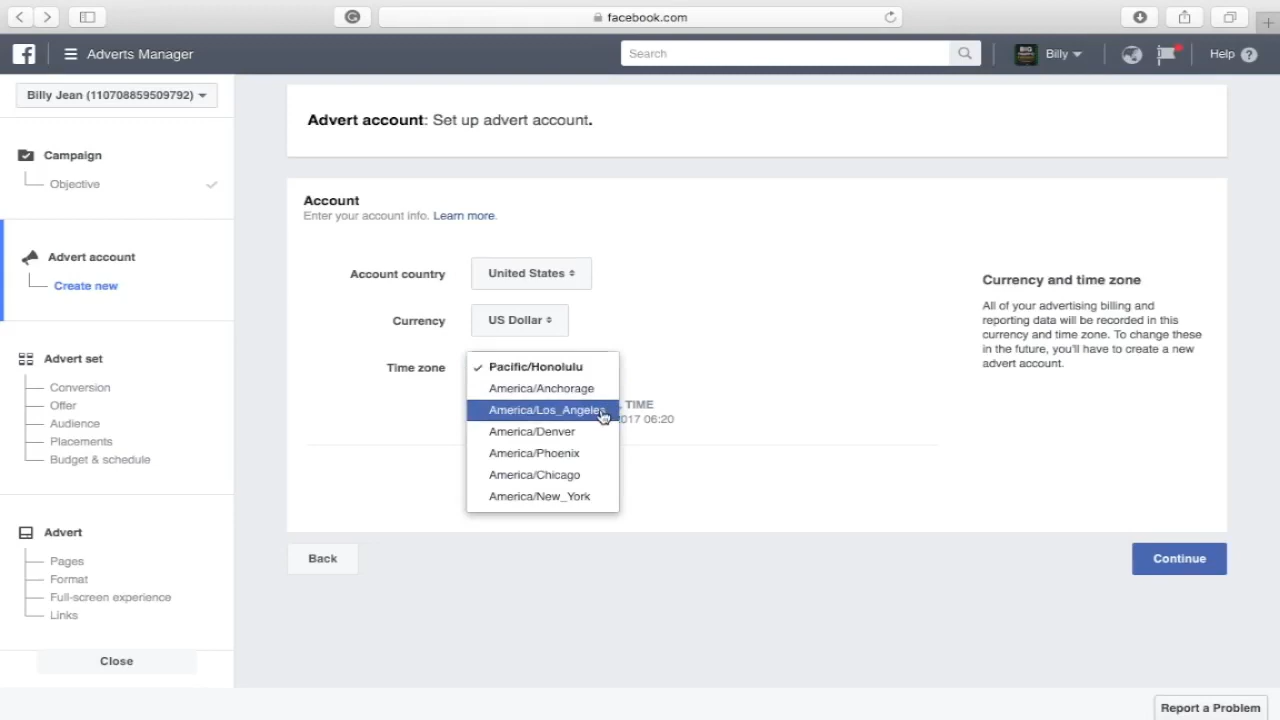 facebook.com
Adverts Manager
Search
Billy
Help
Billy Jean (110708859509792)
Campaign
Objective
Advert account
Create new
Advert set
Conversion
Offer
Audience
Placements
Budget & schedule
Advert
Pages
Format
Full-screen experience
Links
Close
Advert account: Set up advert account.
Account
Enter your account info. Learn more.
Account country
United States
Currency
US Dollar
Time zone
Pacific/Honolulu
America/Anchorage
America/Los_Angeles
America/Denver
America/Phoenix
America/Chicago
America/New_York
TIME
2017 06:20
Currency and time zone
All of your advertising billing and
reporting data will be recorded in this
currency and time zone. To change these
in the future, you'll have to create a new
advert account.
Back
Continue
Report a Problem